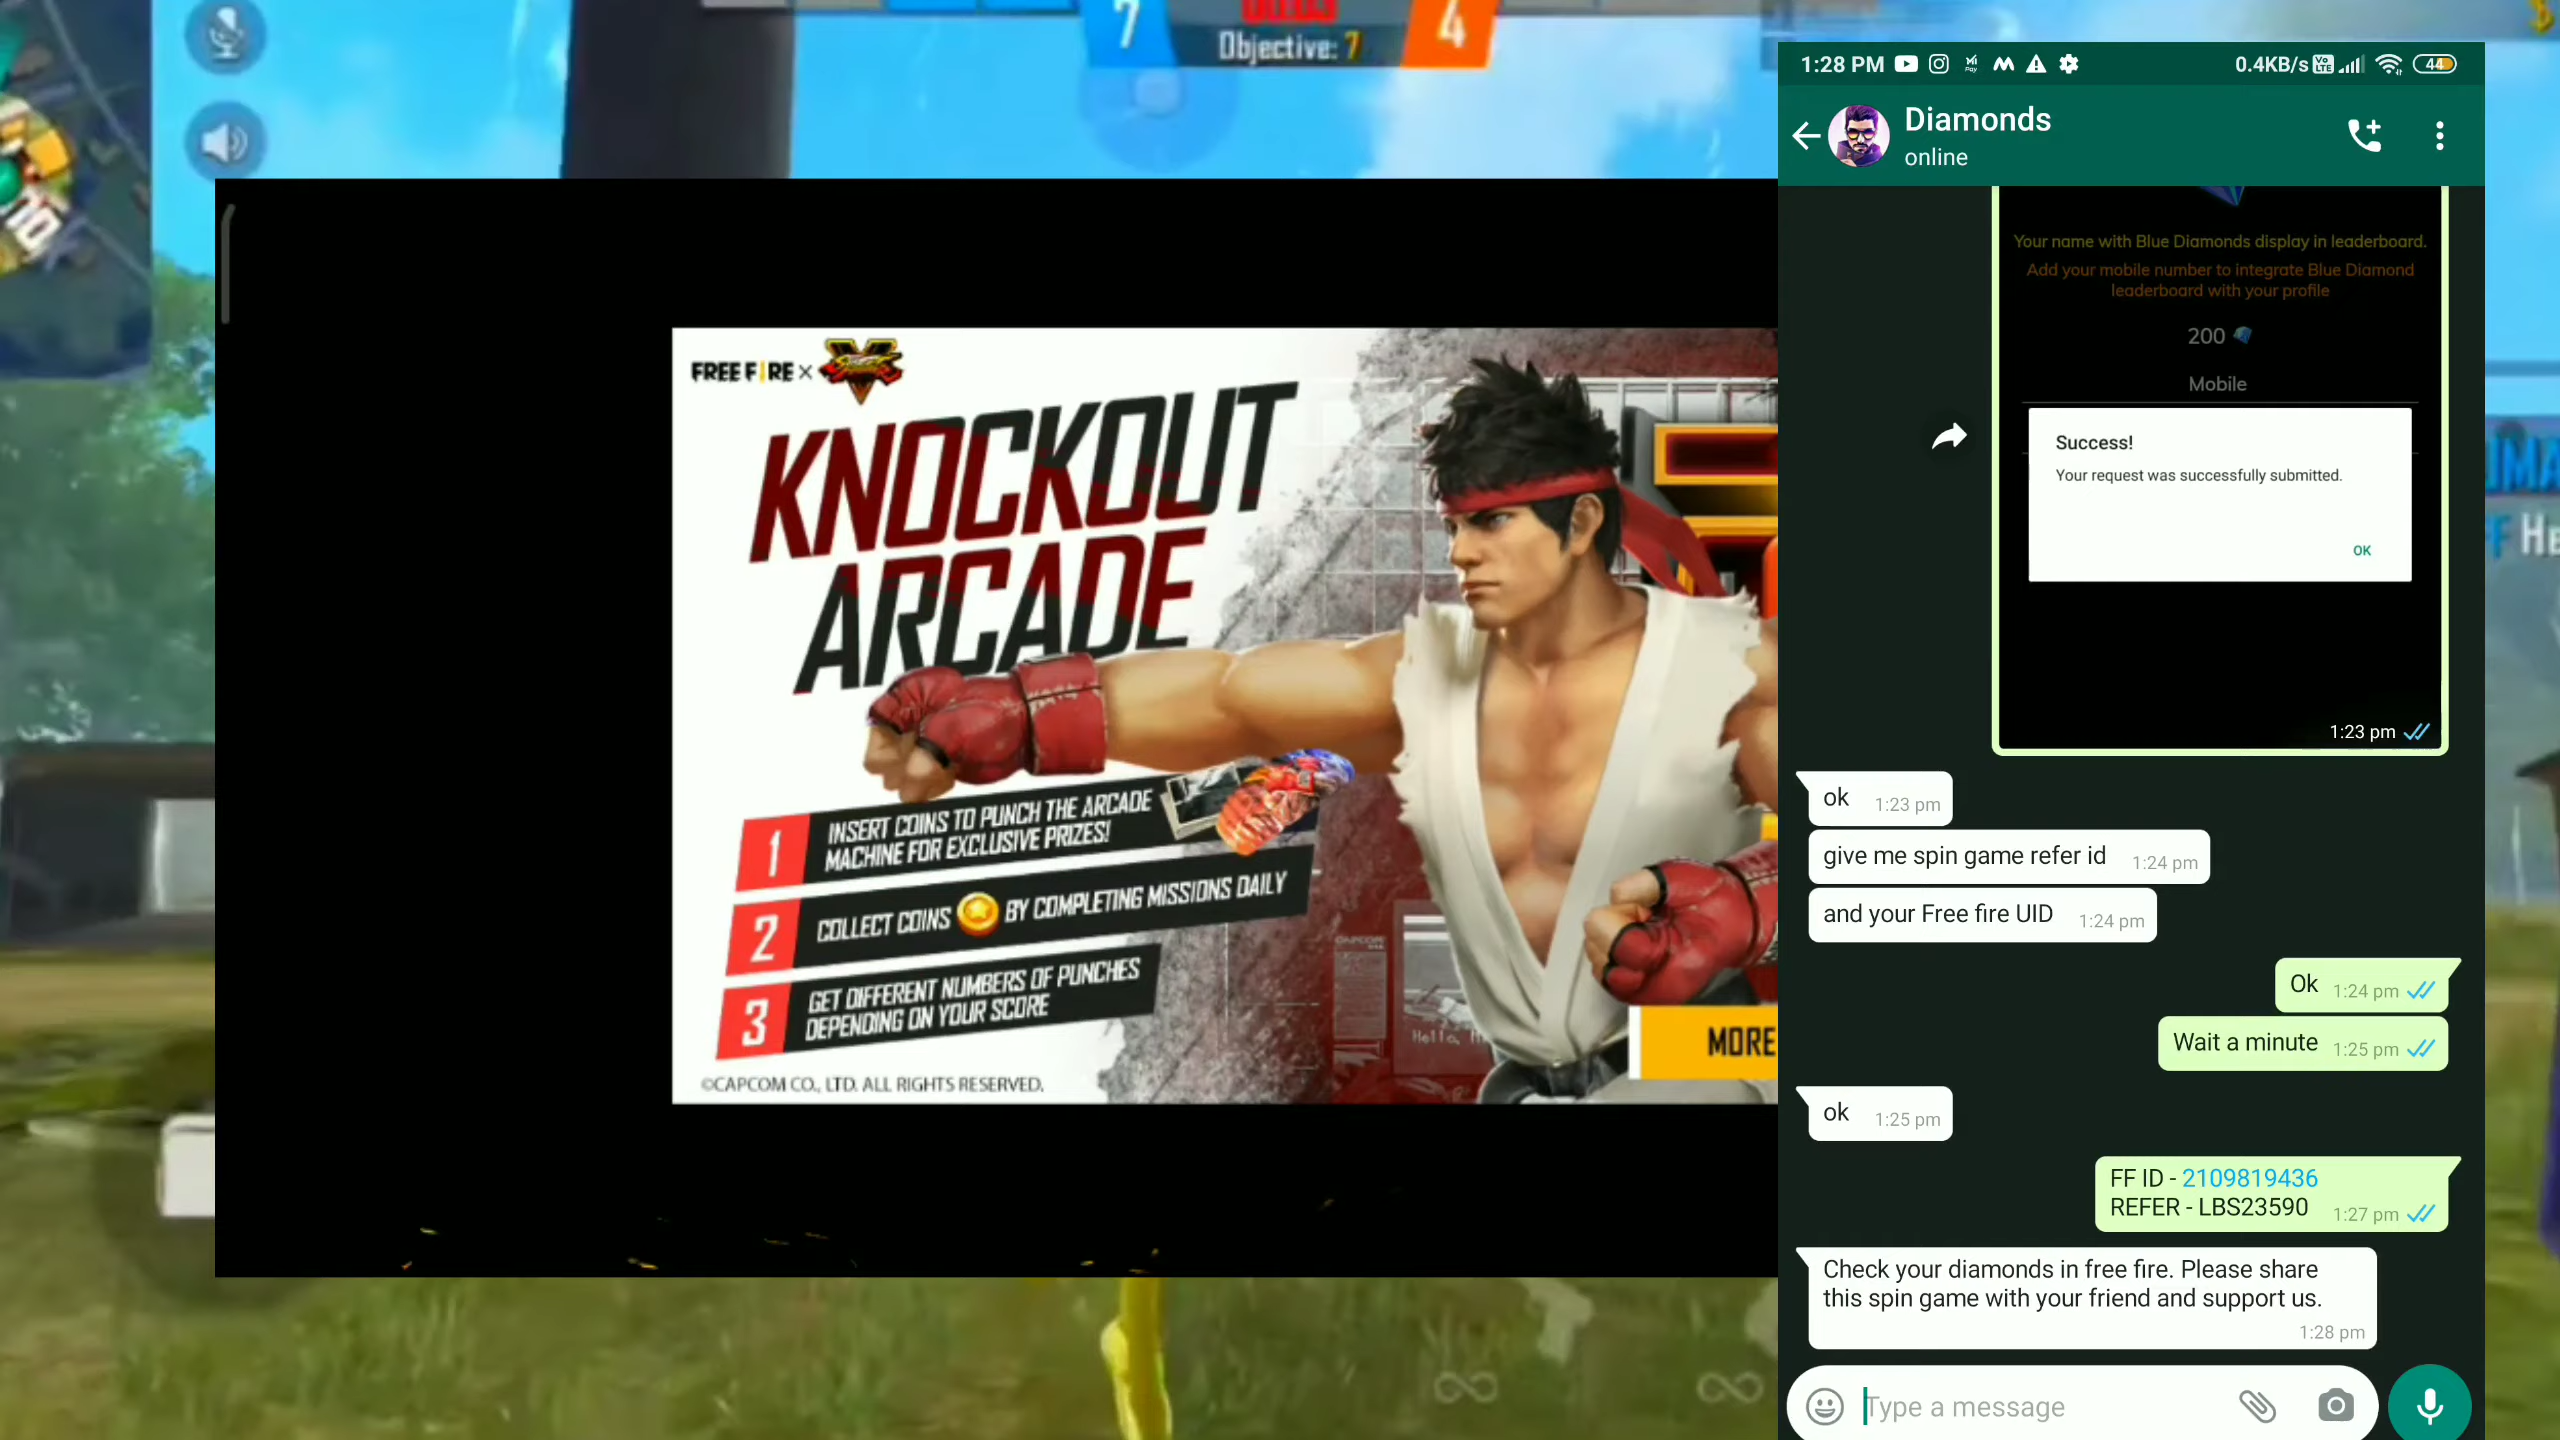 7
Objective: 7
4
10
FREE FIRE ×
KNOCKOUT
ARCADE
1
INSERT COINS TO PUNCH THE ARCADE
MACHINE FOR EXCLUSIVE PRIZES!
2
COLLECT COINS BY COMPLETING MISSIONS DAILY
3
GET DIFFERENT NUMBERS OF PUNCHES
DEPENDING ON YOUR SCORE
©CAPCOM CO., LTD. ALL RIGHTS RESERVED.
MORE
1:28 PM
0.4KB/s
44
Diamonds
online
Your name with Blue Diamonds display in leaderboard.
Add your mobile number to integrate Blue Diamond
leaderboard with your profile
200
Mobile
Success!
Your request was successfully submitted.
OK
1:23 pm
ok 1:23 pm
give me spin game refer id 1:24 pm
and your Free fire UID 1:24 pm
Ok 1:24 pm
Wait a minute 1:25 pm
ok 1:25 pm
FF ID - 2109819436
REFER - LBS23590 1:27 pm
Check your diamonds in free fire. Please share
this spin game with your friend and support us.
1:28 pm
Type a message